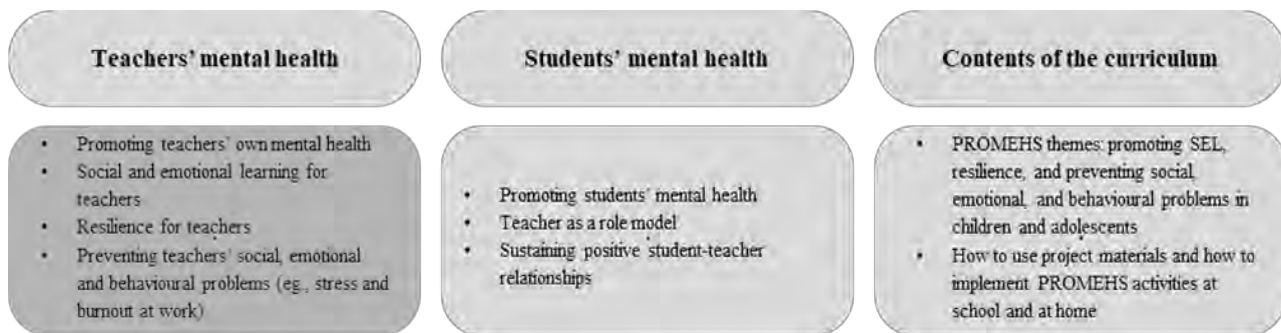 Teachers' mental health
• Promoting teachers' own mental health
• Social and emotional learning for
teachers
• Resilience for teachers
• Preventing teachers' social, emotional
and behavioural problems (eg., stress and
burnout at work)
Students' mental health
• Promoting students' mental health
• Teacher as a role model
• Sustaining positive student-teacher
relationships
Contents of the curriculum
• PROMEHS themes: promoting SEL,
resilience, and preventing social,
emotional, and behavioural problems in
children and adolescents
• How to use project materials and how to
implement PROMEHS activities at
school and at home